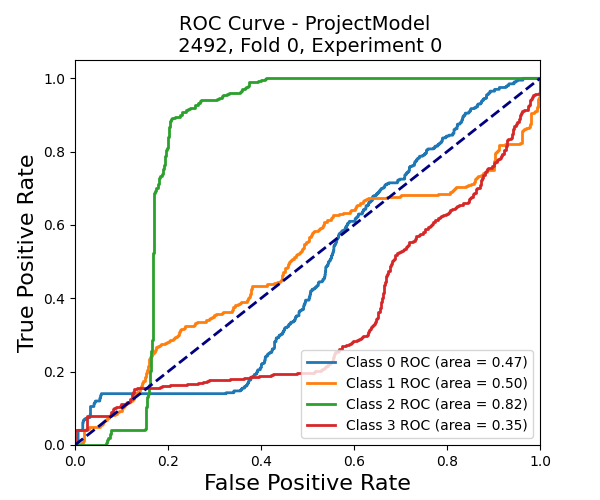 ROC Curve - ProjectModel
2492, Fold 0, Experiment 0
True Positive Rate
1.0
0.8
0.6
0.4
0.2
0.0
Class 0 ROC (area = 0.47)
Class 1 ROC (area = 0.50)
Class 2 ROC (area = 0.82)
Class 3 ROC (area = 0.35)
0.0 0.2 0.4 0.6 0.8 1.0
False Positive Rate